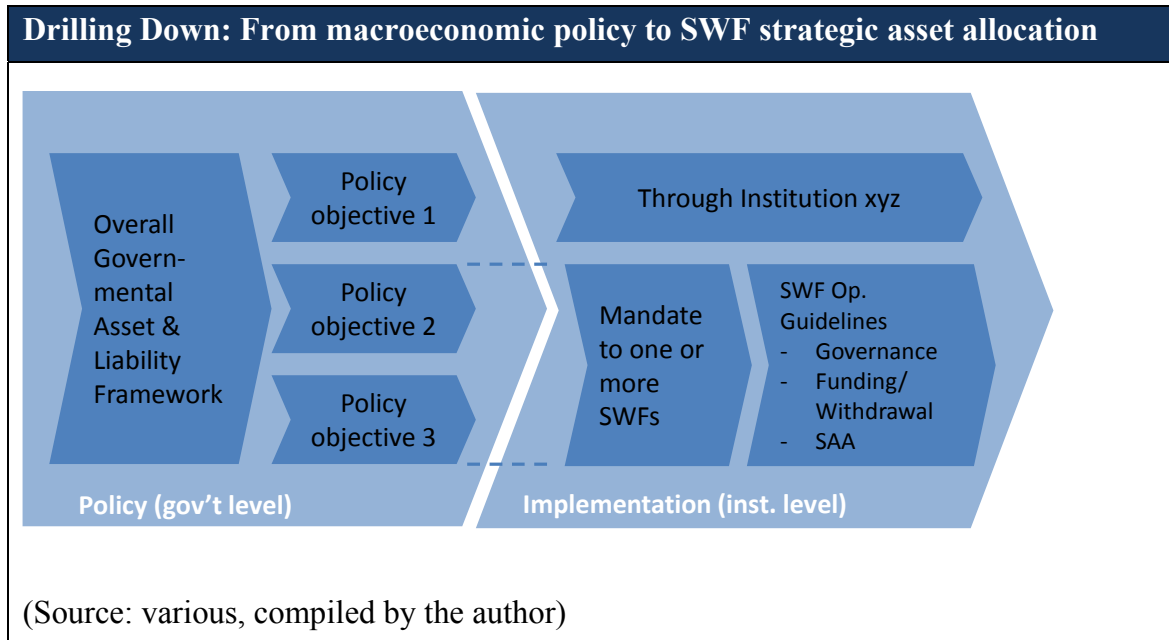 Drilling Down: From macroeconomic policy to SWF strategic asset allocation
Overall
Govern-
mental
Asset &
Liability
Framework
Policy
objective 1
Policy
objective 2
Policy
objective 3
Policy (gov't level)
Through Institution xyz
Mandate
to one or
more
SWFs
SWF Op.
Guidelines
- Governance
- Funding/
Withdrawal
- SAA
Implementation (inst. level)
(Source: various, compiled by the author)